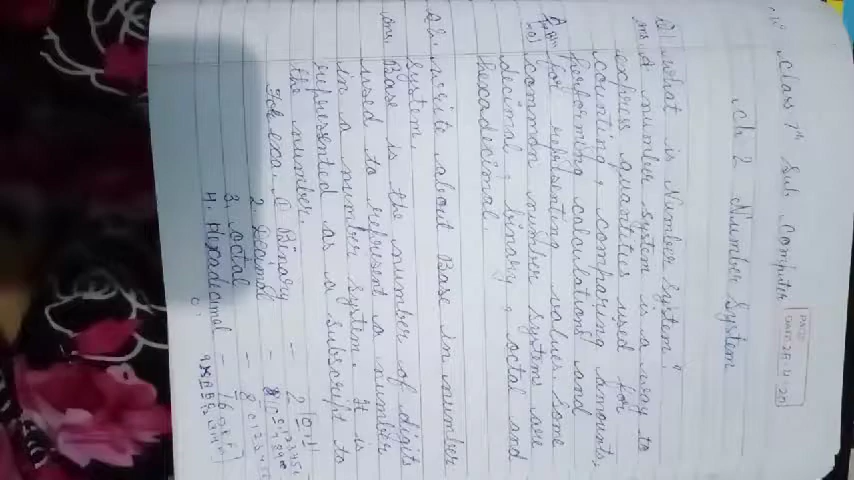 Class 7th Sub. Computer
Ch 2 Number System
Q1. What is Number system?
Ans. A number system is a way to
express quantities used for
counting, comparing amounts,
performing calculations and
for representing values. Some
common number systems are
decimal, binary, octal and
hexadecimal.
Q2. Write about Base in number
system.
Ans. Base is the number of digits
used to represent a number
in a number system. It is
represented as a subscript to
the number.
For exa. 1. Binary - 2 (0,1)
2 Decimal -
3. octal - 8
4. Hexadecimal - 16